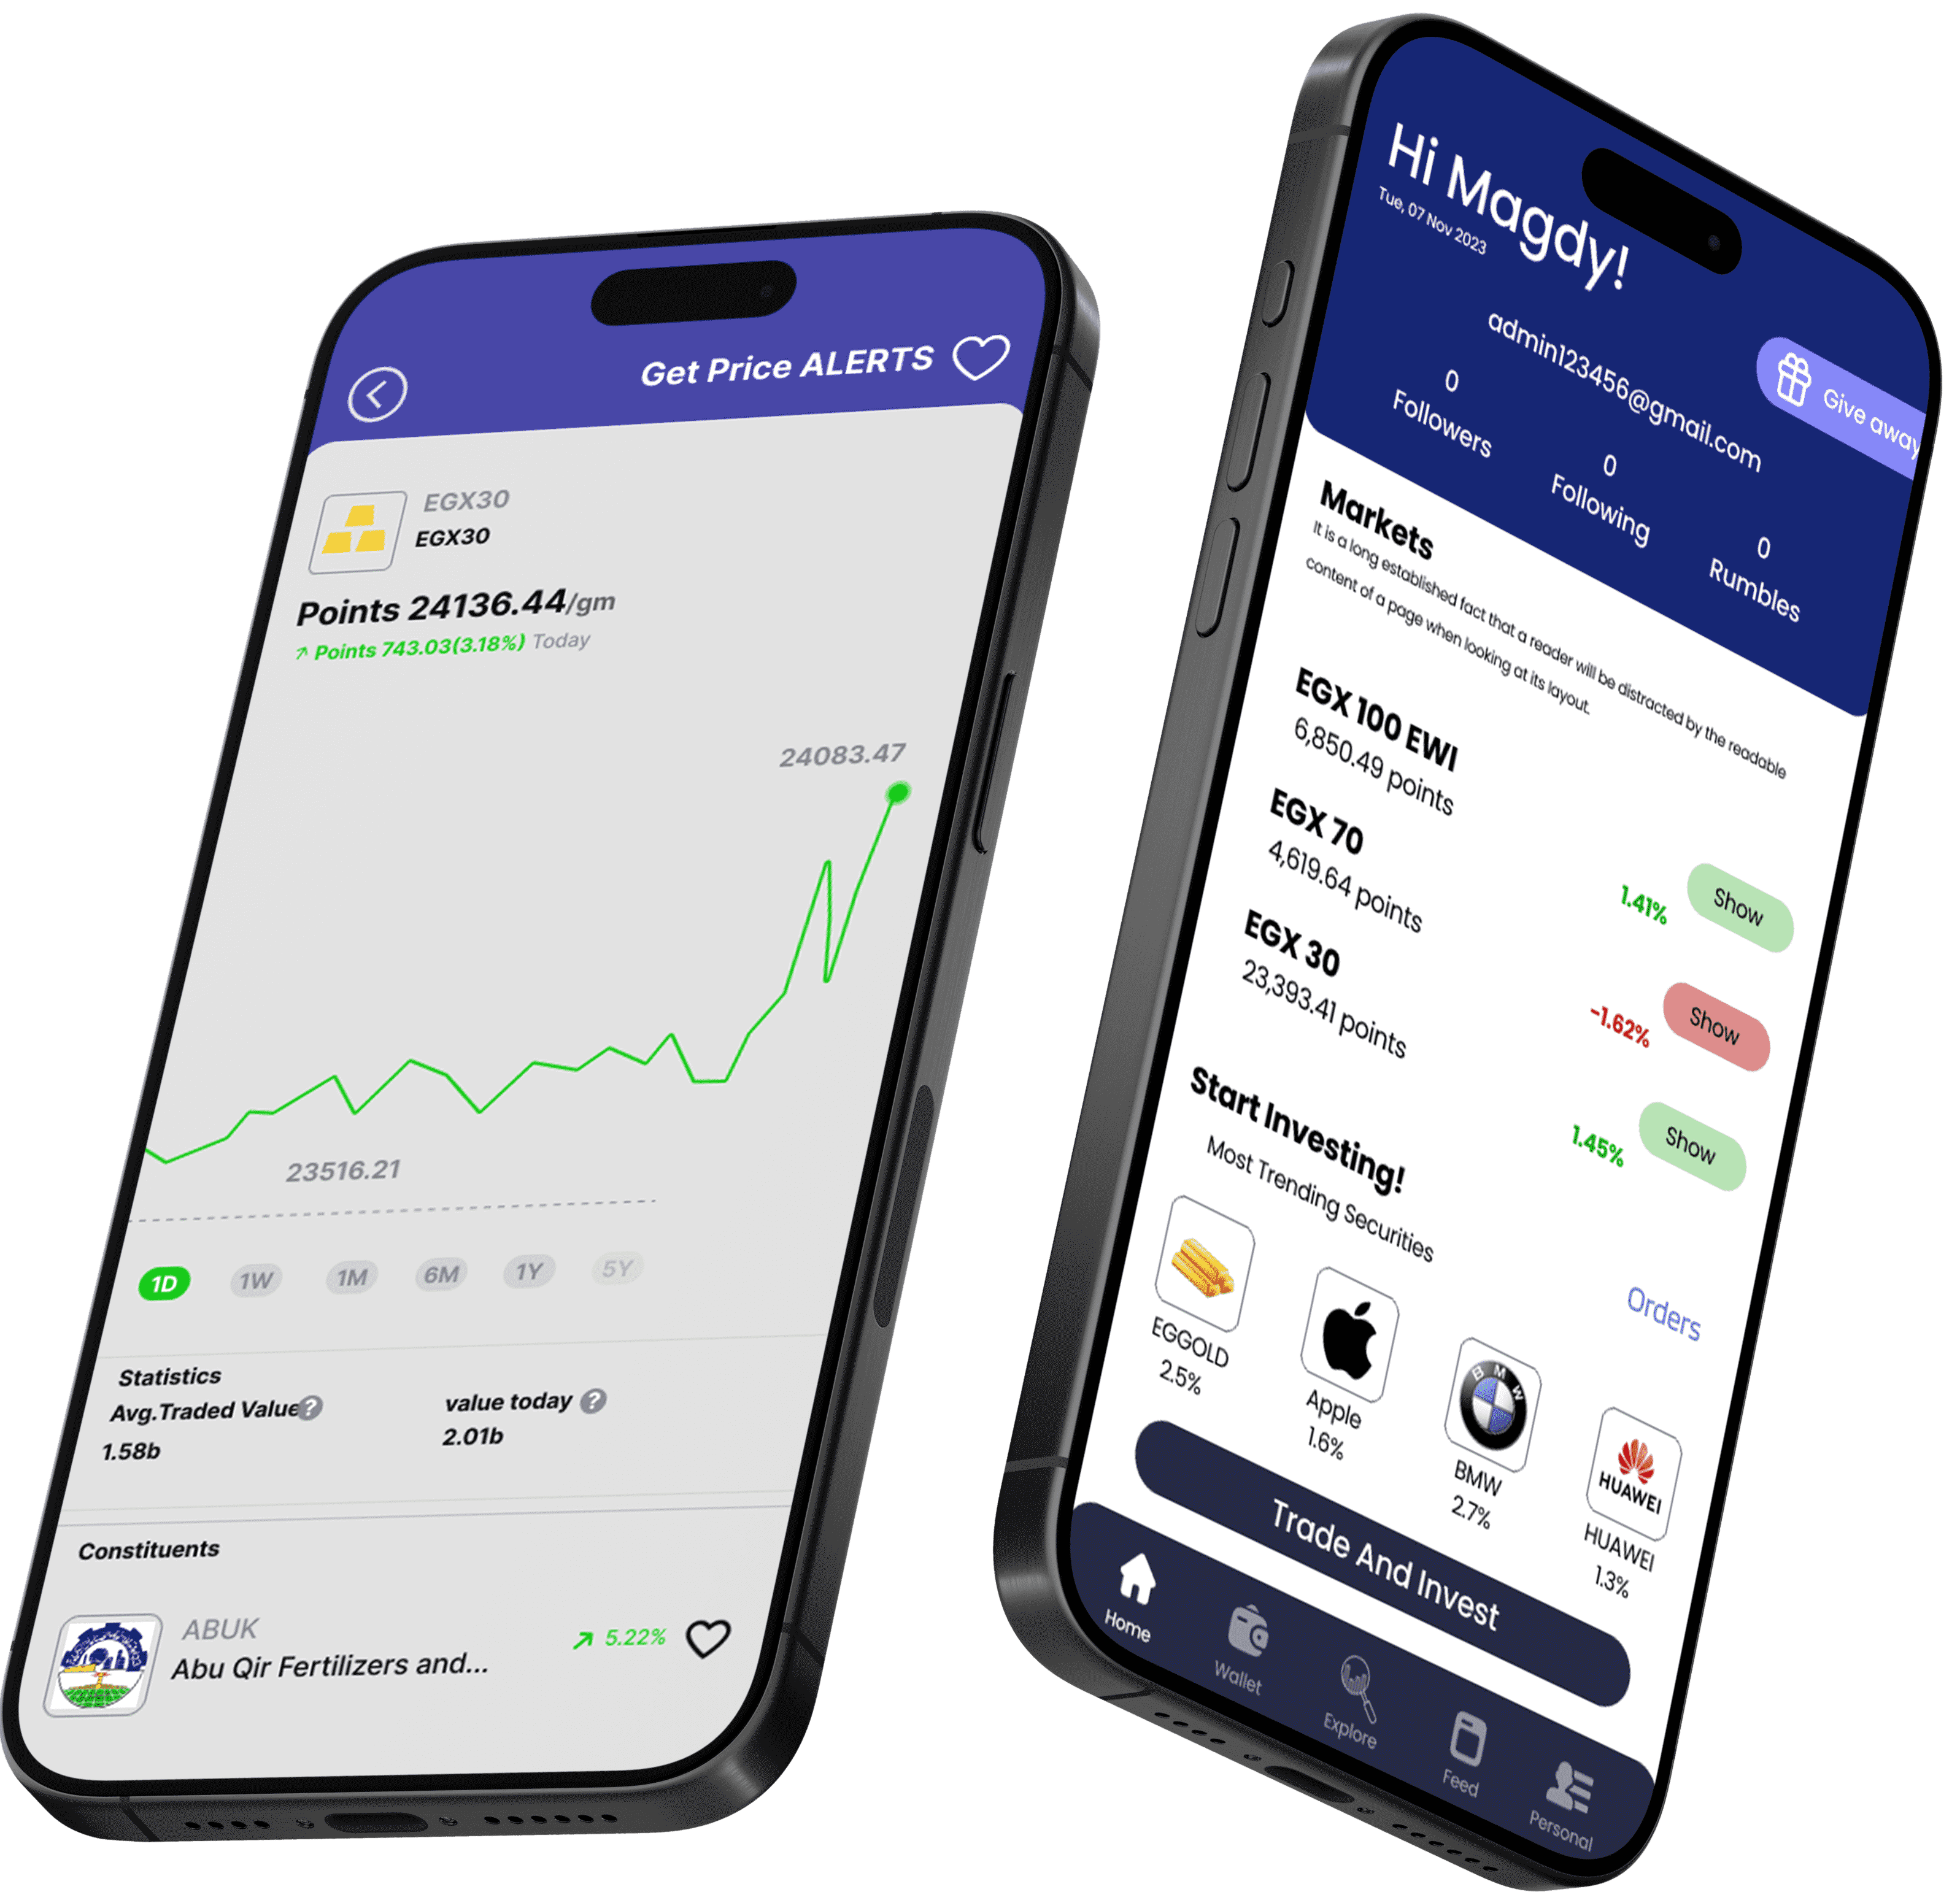 Get Price ALERTS
EGX30
EGX30
Points 24136.44/gm
Points 743.03(3.18%) Today
24083.47
23516.21
1D 1W 1M 6M 1Y 5Y
Statistics
Avg.Traded Value ? value today ?
1.58b 2.01b
Constituents
ABUK
Abu Qir Fertilizers and...
5.22%
Hi Magdy!
Tue, 07 Nov 2023
admin123456@gmail.com
Give away
0
Followers
0
Following
0
Rumbles
Markets
It is a long established fact that a reader will be distracted by the readable
content of a page when looking at its layout.
EGX 100 EWI
6,850.49 points
1.41% Show
EGX 70
4,619.64 points
-1.62% Show
EGX 30
23,393.41 points
1.45% Show
Start Investing!
Most Trending Securities
Orders
EGGOLD
2.5%
Apple
1.6%
BMW
BMW
2.7%
HUAWEI
HUAWEI
1.3%
Trade And Invest
Home
Wallet
Explore
Feed
Personal